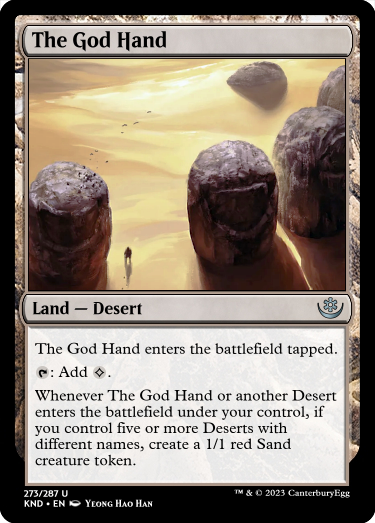 The God Hand
Land — Desert
The God Hand enters the battlefield tapped.
: Add .
Whenever The God Hand or another Desert
enters the battlefield under your control, if
you control five or more Deserts with
different names, create a 1/1 red Sand
creature token.
273/287 U
KND • EN Yeong Hao Han
™ & © 2023 CanterburyEgg